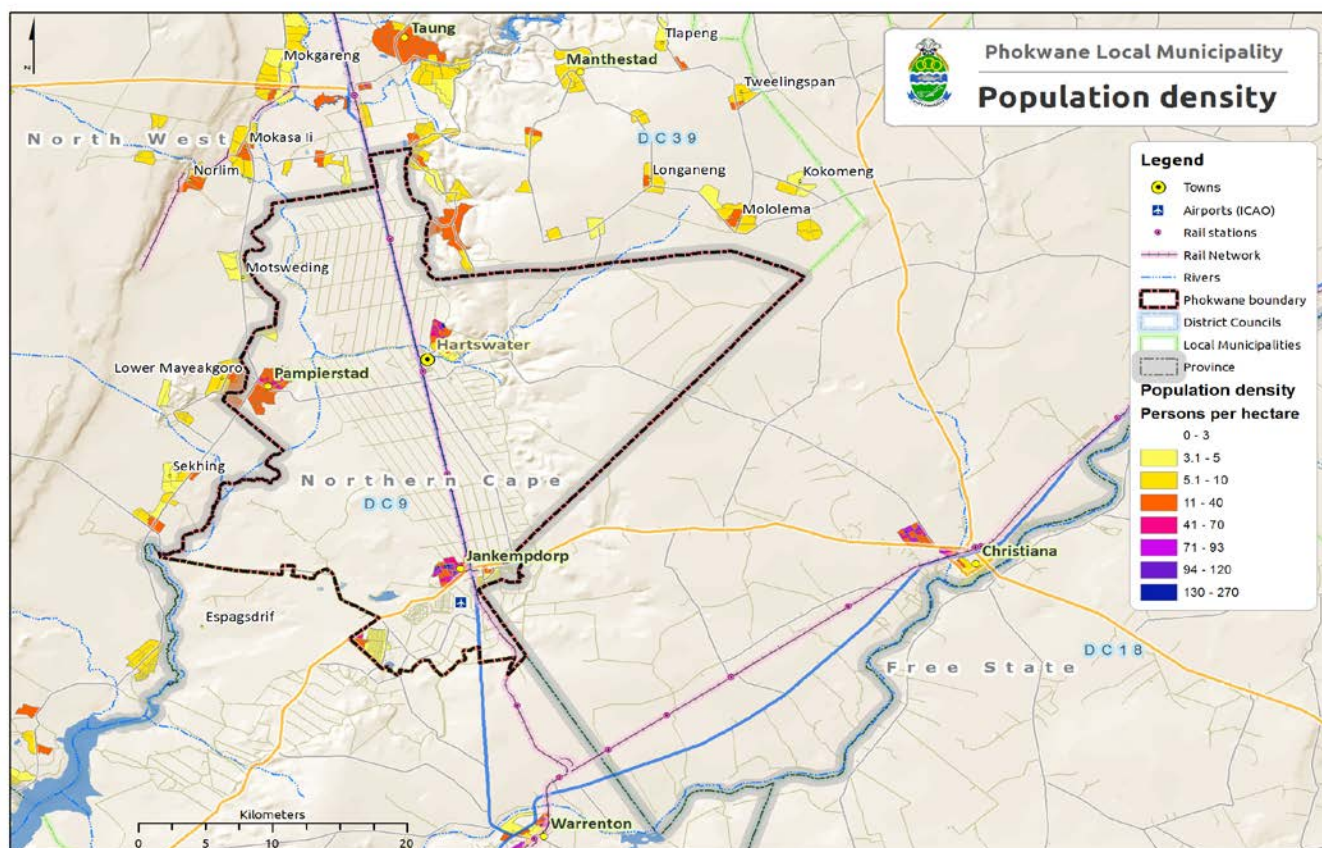 Phokwane Local Municipality
Population density
Legend
Towns
Airports (ICAO)
Rail stations
Rail Network
Rivers
Phokwane boundary
District Councils
Local Municipalities
Province
Population density
Persons per hectare
0 - 3
3.1 - 5
5.1 - 10
11 - 40
41 - 70
71 - 93
94 - 120
130 - 270
Taung
Tlapeng
Mokgareng
Manthestad
Tweelingspan
North West
Mokasa Ii
DC39
Norlim
Longaneng
Kokomeng
Mololema
Motsweding
Hartswater
Lower Mayeakgoro
Pampierstad
Sekhing
Northern Cape
DC9
Jankempdorp
Christiana
Espagsdrif
DC18
Free State
Kilometers
0
5
10
20
Warrenton